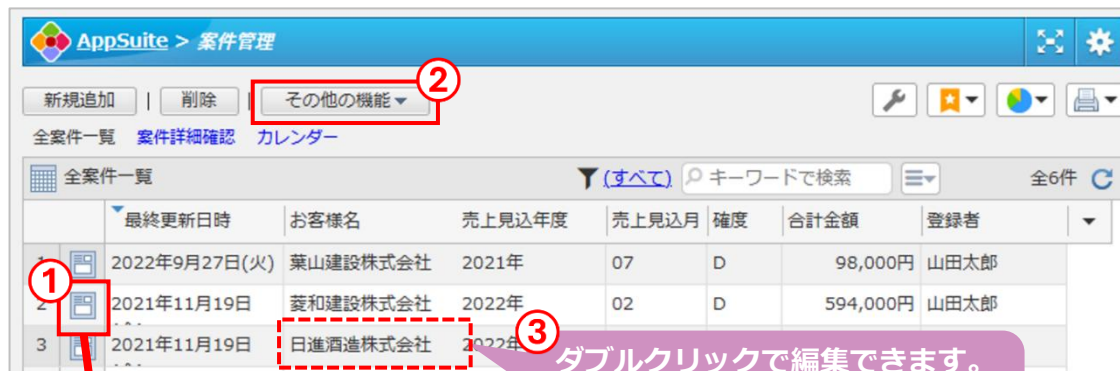 AppSuite > 案件管理
②
新規追加 | 削除 | その他の機能
全案件一覧 案件詳細確認 カレンダー
全案件一覧 (すべて) キーワードで検索 全6件
最終更新日時 お客様名 売上見込年度 売上見込月 確度 合計金額 登録者
2022年9月27日(火) 葉山建設株式会社 2021年 07 D 98,000円 山田太郎
①
2 2021年11月19日 菱和建設株式会社 2022年 02 D 594,000円 山田太郎
③
3 2021年11月19日 日進酒造株式会社 2022年
ダブルクリックで編集できます。